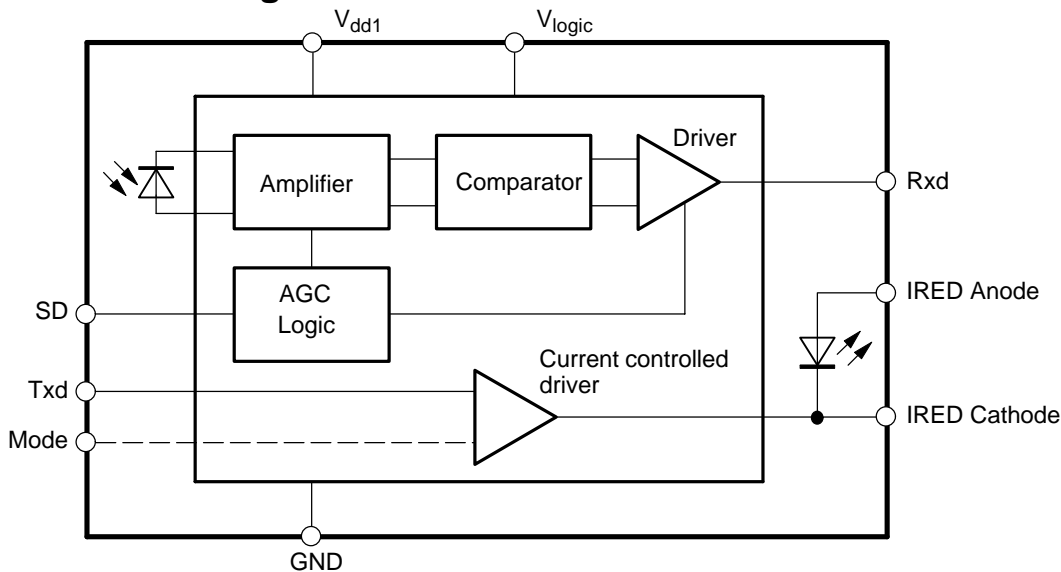 V_dd1
V_logic
Driver
Amplifier
Comparator
Rxd
AGC
Logic
SD
IRED Anode
Current controlled
driver
Txd
Mode
IRED Cathode
GND